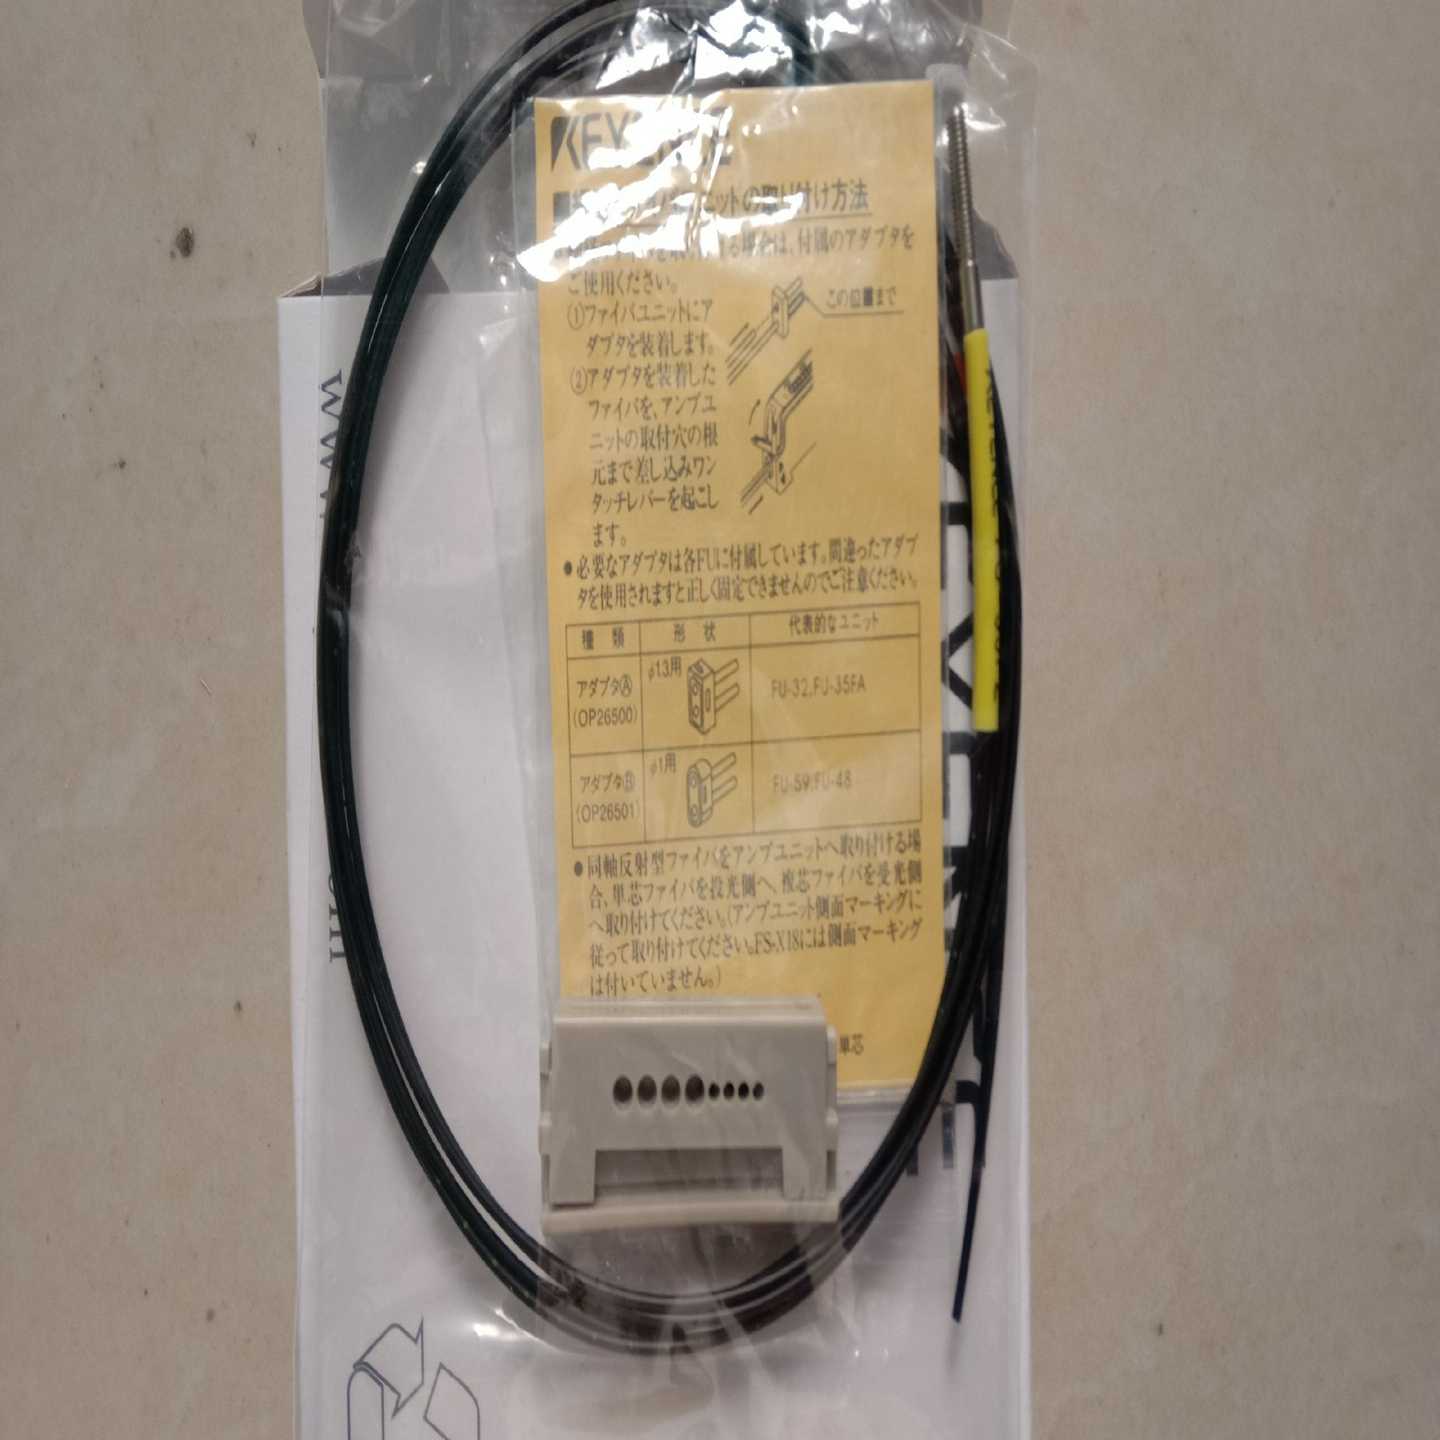 KEYENCE
の取り付け方法
場合は、付属のアダプタを
ご使用ください。
①ファイバユニットにア
ダプタを装着します。
この位置まで
②アダプタを装着した
ファイバを、アンプユ
ニットの取付穴の根
元まで差し込みワン
タッチレバーを起こし
ます。
●必要なアダプタは各FUに付属しています。間違ったアダプ
タを使用されますと正しく固定できませんのでご注意ください。
種類 形状 代表的なユニット
アダプタⒶ φ1.3用 FU-32,FU-35FA
(OP26500)
アダプタⒷ φ1用 FU-59,FU-48
(OP26501)
●同軸反射型ファイバをアンプユニットへ取り付ける場
合、単芯ファイバを投光側へ、複芯ファイバを受光側
へ取り付けてください。(アンプユニット側面マーキングに
従って取り付けてください。FS-X18には側面マーキング
は付いていません。)
単芯
KEYENCE